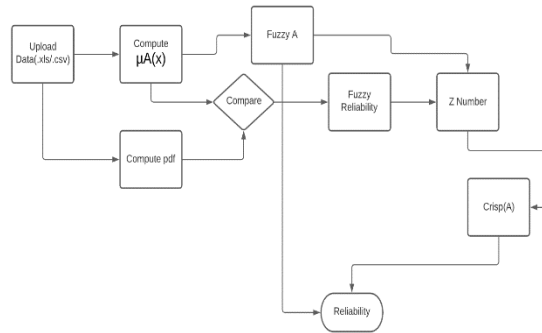 Upload
Data(.xls/.csv)
Compute
µA(x)
Fuzzy A
Compare
Fuzzy
Reliability
Z Number
Compute pdf
Crisp(A)
Reliability